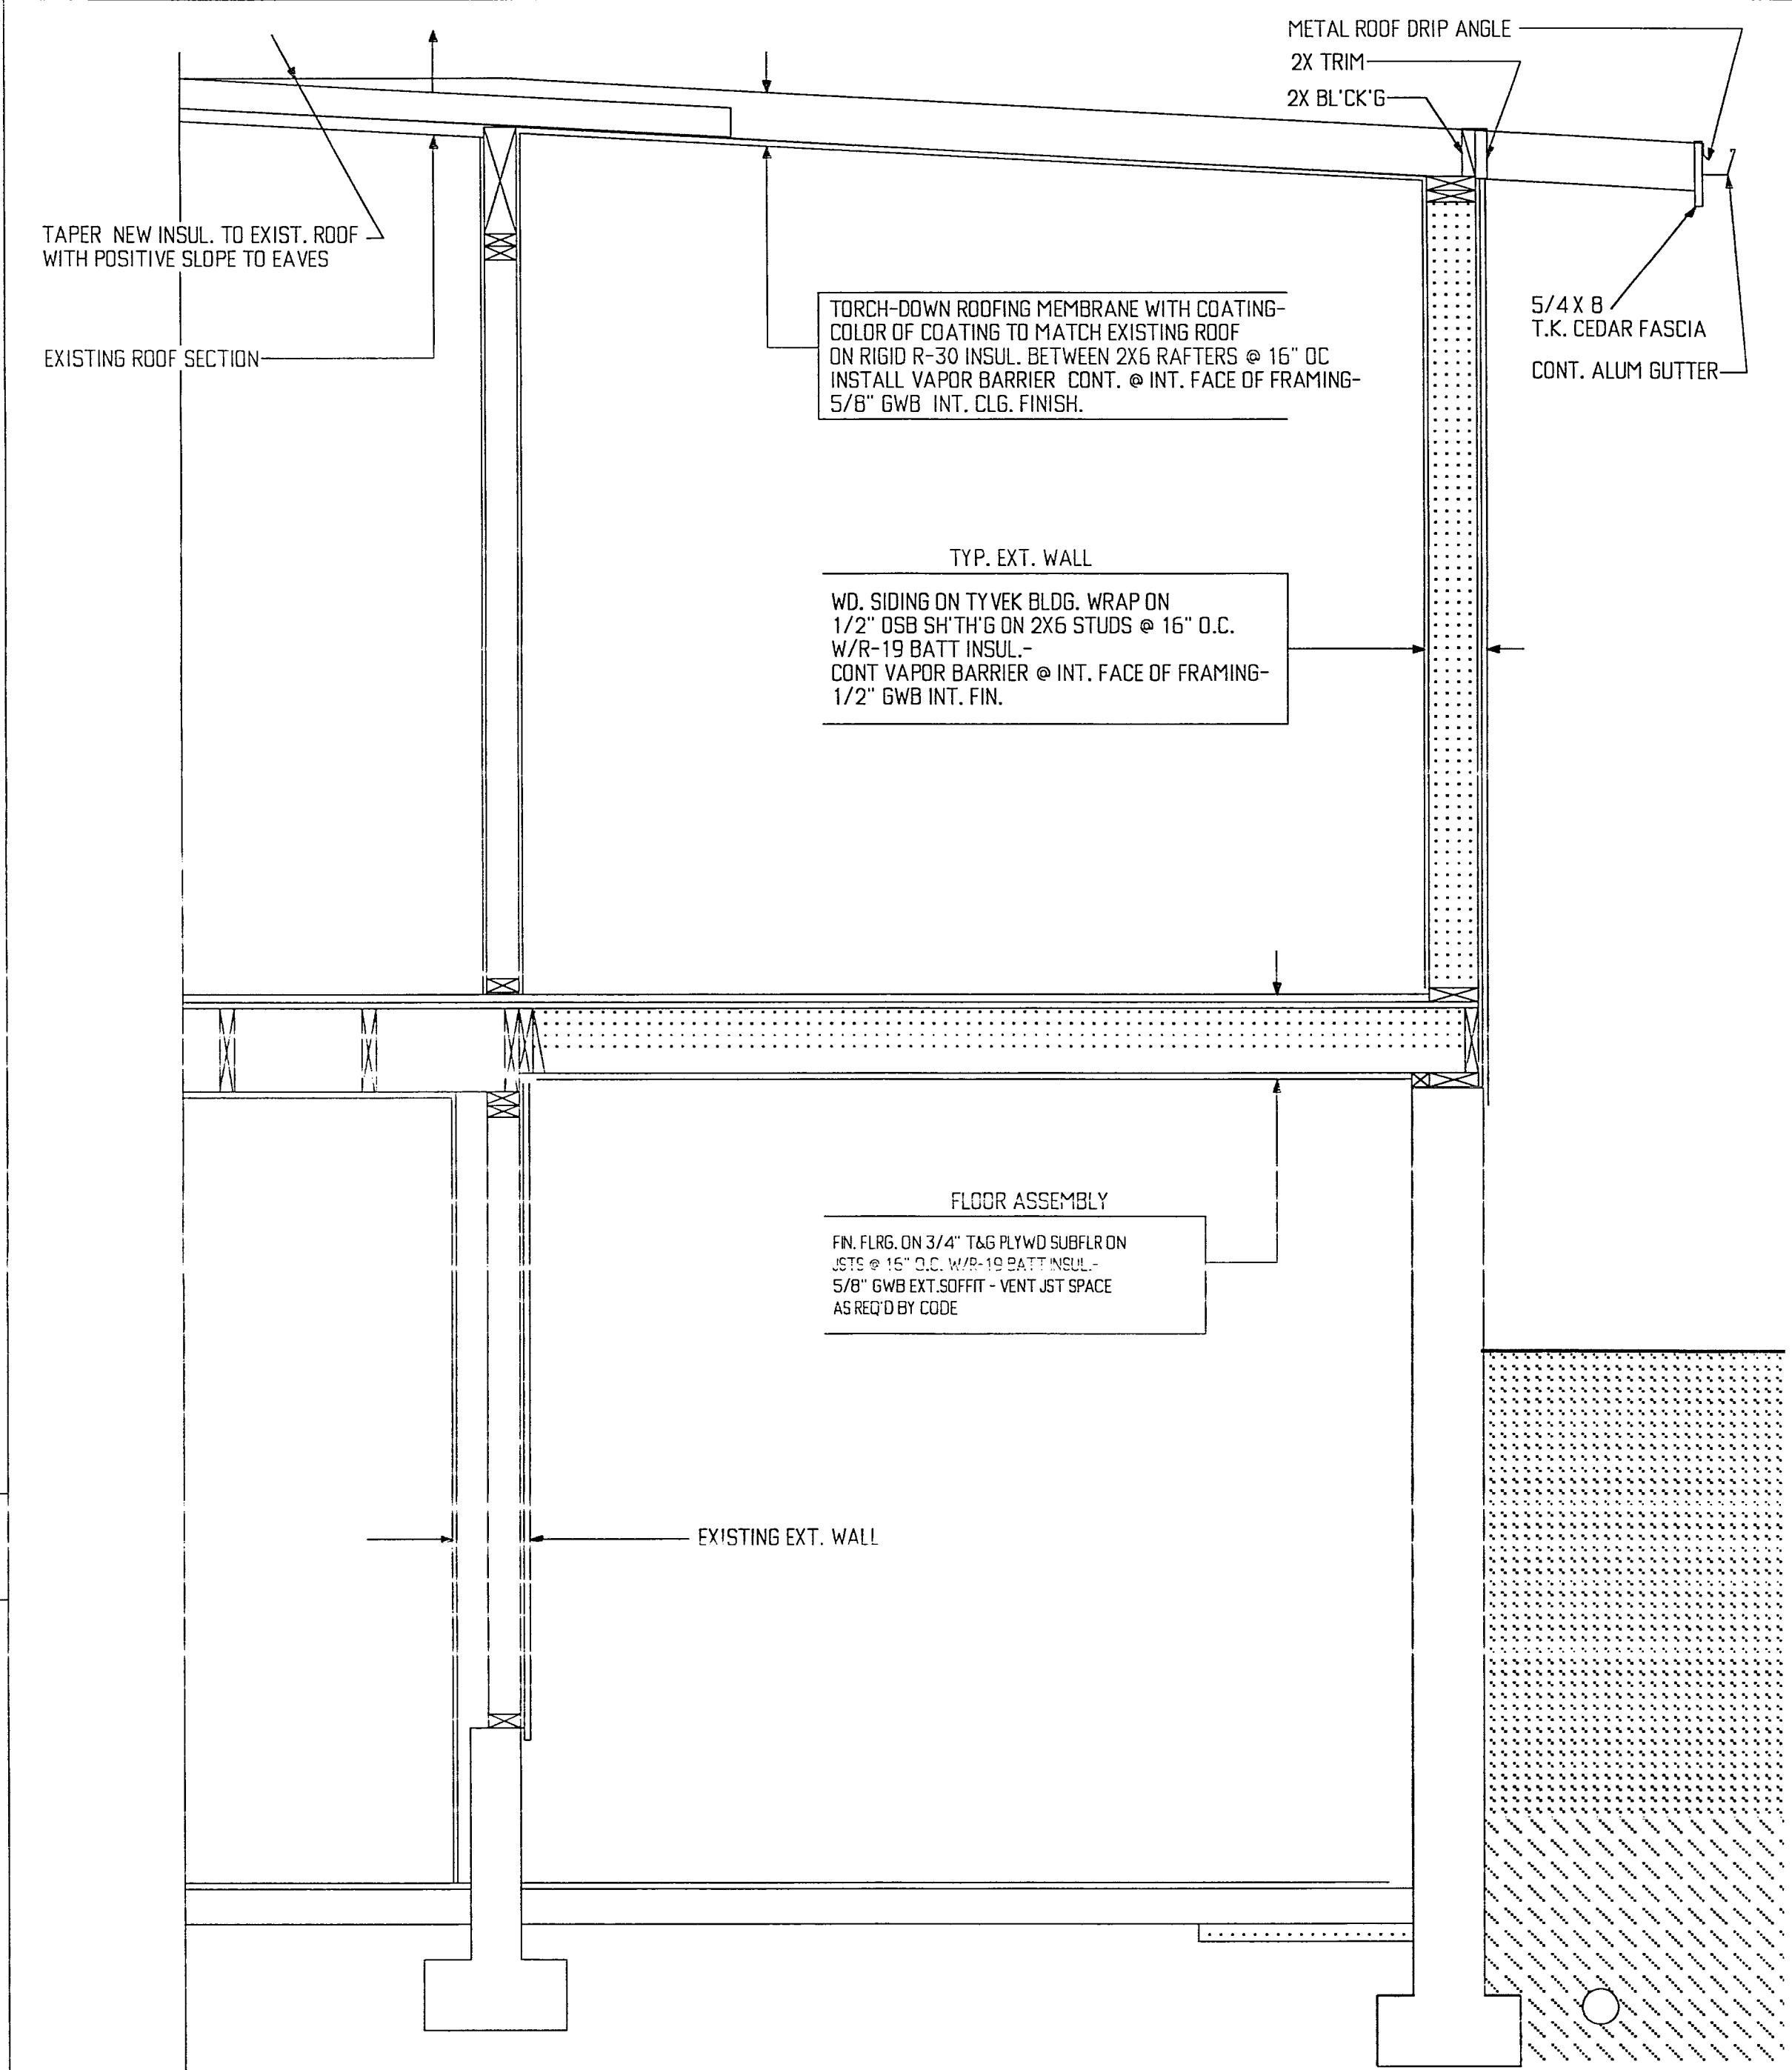 METAL ROOF DRIP ANGLE
2X TRIM
2X BL'CK'G
TAPER NEW INSUL. TO EXIST. ROOF
WITH POSITIVE SLOPE TO EAVES
EXISTING ROOF SECTION
TORCH-DOWN ROOFING MEMBRANE WITH COATING-
COLOR OF COATING TO MATCH EXISTING ROOF
ON RIGID R-30 INSUL. BETWEEN 2X6 RAFTERS @ 16" OC
INSTALL VAPOR BARRIER CONT. @ INT. FACE OF FRAMING-
5/8" GWB INT. CLG. FINISH.
5/4 X 8
T.K. CEDAR FASCIA
CONT. ALUM GUTTER
TYP. EXT. WALL
WD. SIDING ON TYVEK BLDG. WRAP ON
1/2" OSB SH'TH'G ON 2X6 STUDS @ 16" O.C.
W/R-19 BATT INSUL.-
CONT VAPOR BARRIER @ INT. FACE OF FRAMING-
1/2" GWB INT. FIN.
FLOOR ASSEMBLY
FIN. FLRG. ON 3/4" T&G PLYWD SUBFLR ON
JSTS @ 16" O.C. W/R-19 BATT INSUL.-
5/8" GWB EXT.SOFFIT - VENT JST SPACE
AS REQ'D BY CODE
EXISTING EXT. WALL